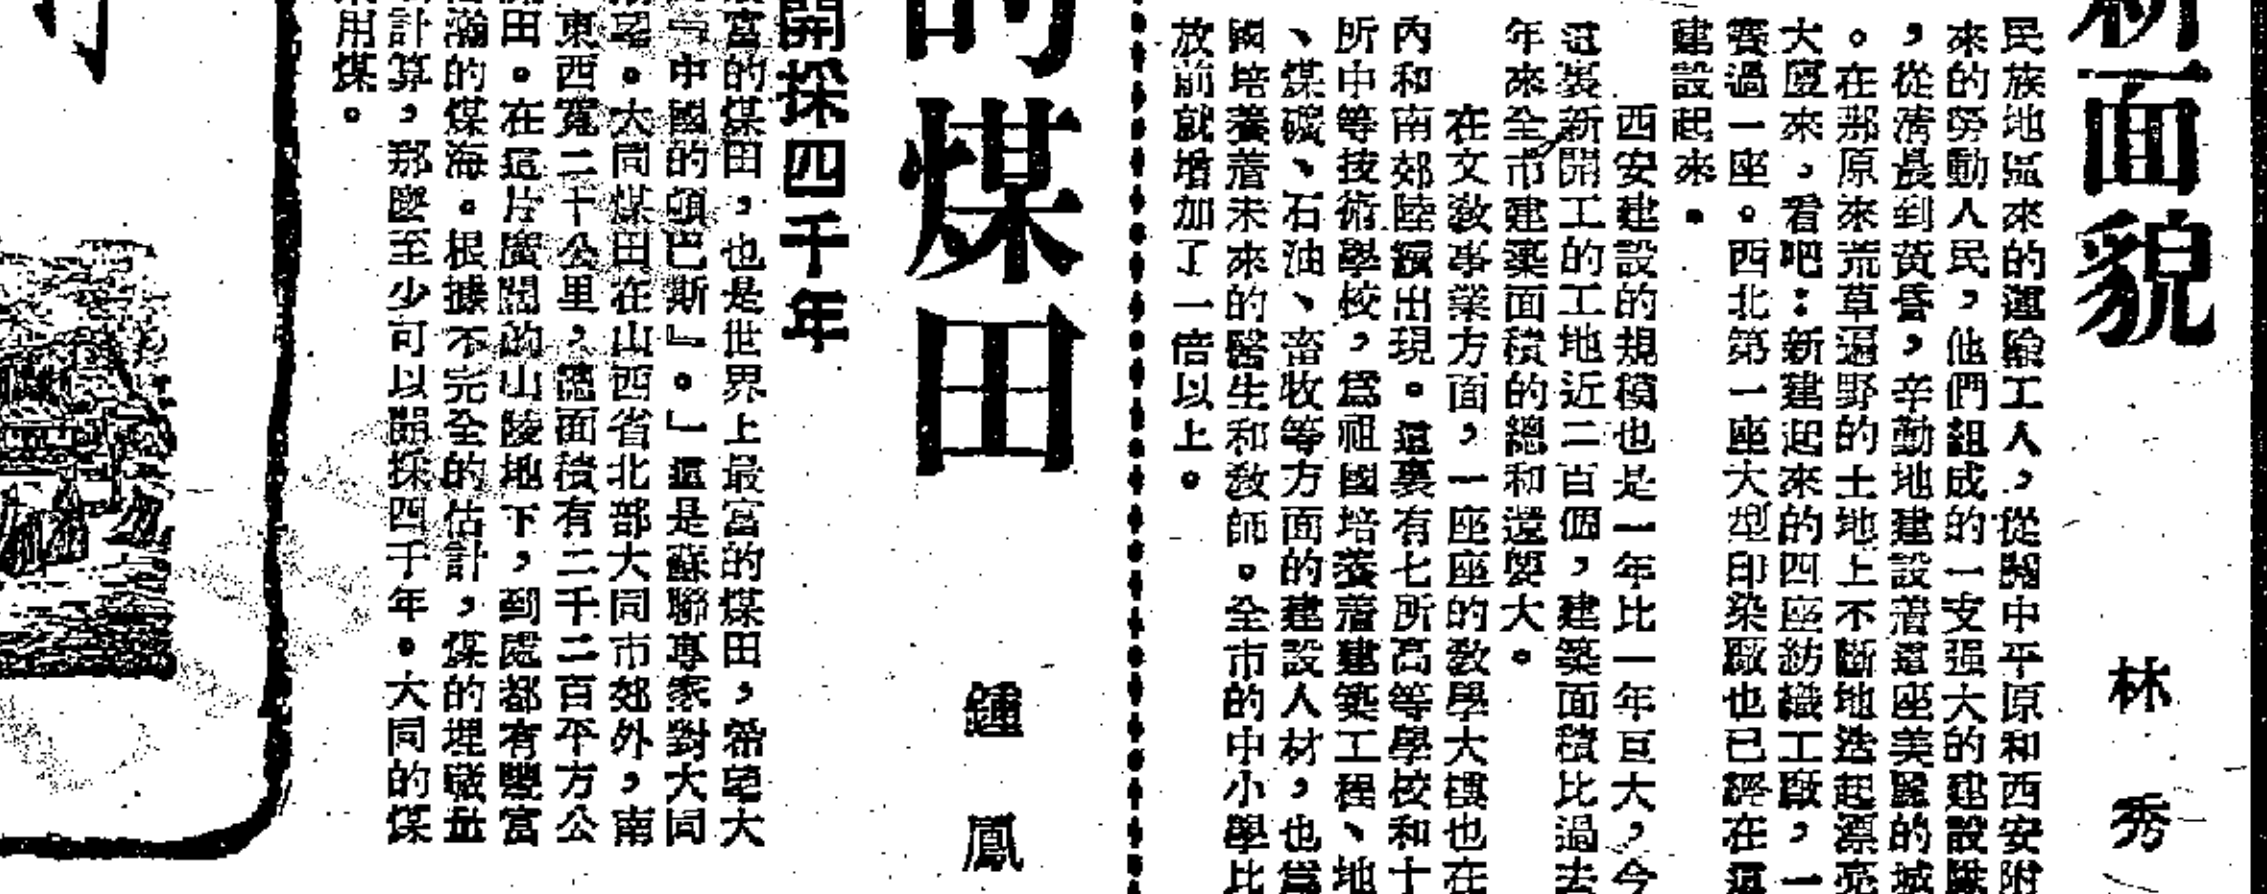 新面貌
林秀
民族地區來的運輸工人，從關中平原和西安附
來的勞動人民，他們組成的一支强大的建設隊
，從清晨到黃昏，辛勤地建設着這座美麗的城
。在那原來荒草遍野的土地上不斷地造起漂亮
大廈來，看吧：新建起來的四座紡織工廠，一
賽過一座。西北第一座大型印染廠也已經在這
建設起來。
西安建設的規模也是一年比一年巨大，今
這裏新開工的工地近二百個，建築面積比過去
年來全市建築面積的總和還要大。
在文敎事業方面，一座座的敎學大樓也在
內和南郊陸續出現。這裏有七所高等學校和十
所中等技術學校，爲祖國培養着建築工程、地
、煤礦、石油、畜牧等方面的建設人材，也爲
國培養着未來的醫生和敎師。全市的中小學比
放前就增加了一倍以上。
的煤田
鍾鳳
開採四千年
富的煤田，也是世界上最富的煤田，希望大
『中國的頓巴斯』。」這是蘇聯專家對大同
望。大同煤田在山西省北部大同市郊外，南
東西寬二十公里，總面積有二千二百平方公
田。在這片廣闊的山陵地下，到處都有豐富
瀚的煤海。根據不完全的估計，煤的埋藏量
計算，那麼至少可以開採四千年。大同的煤
用煤。